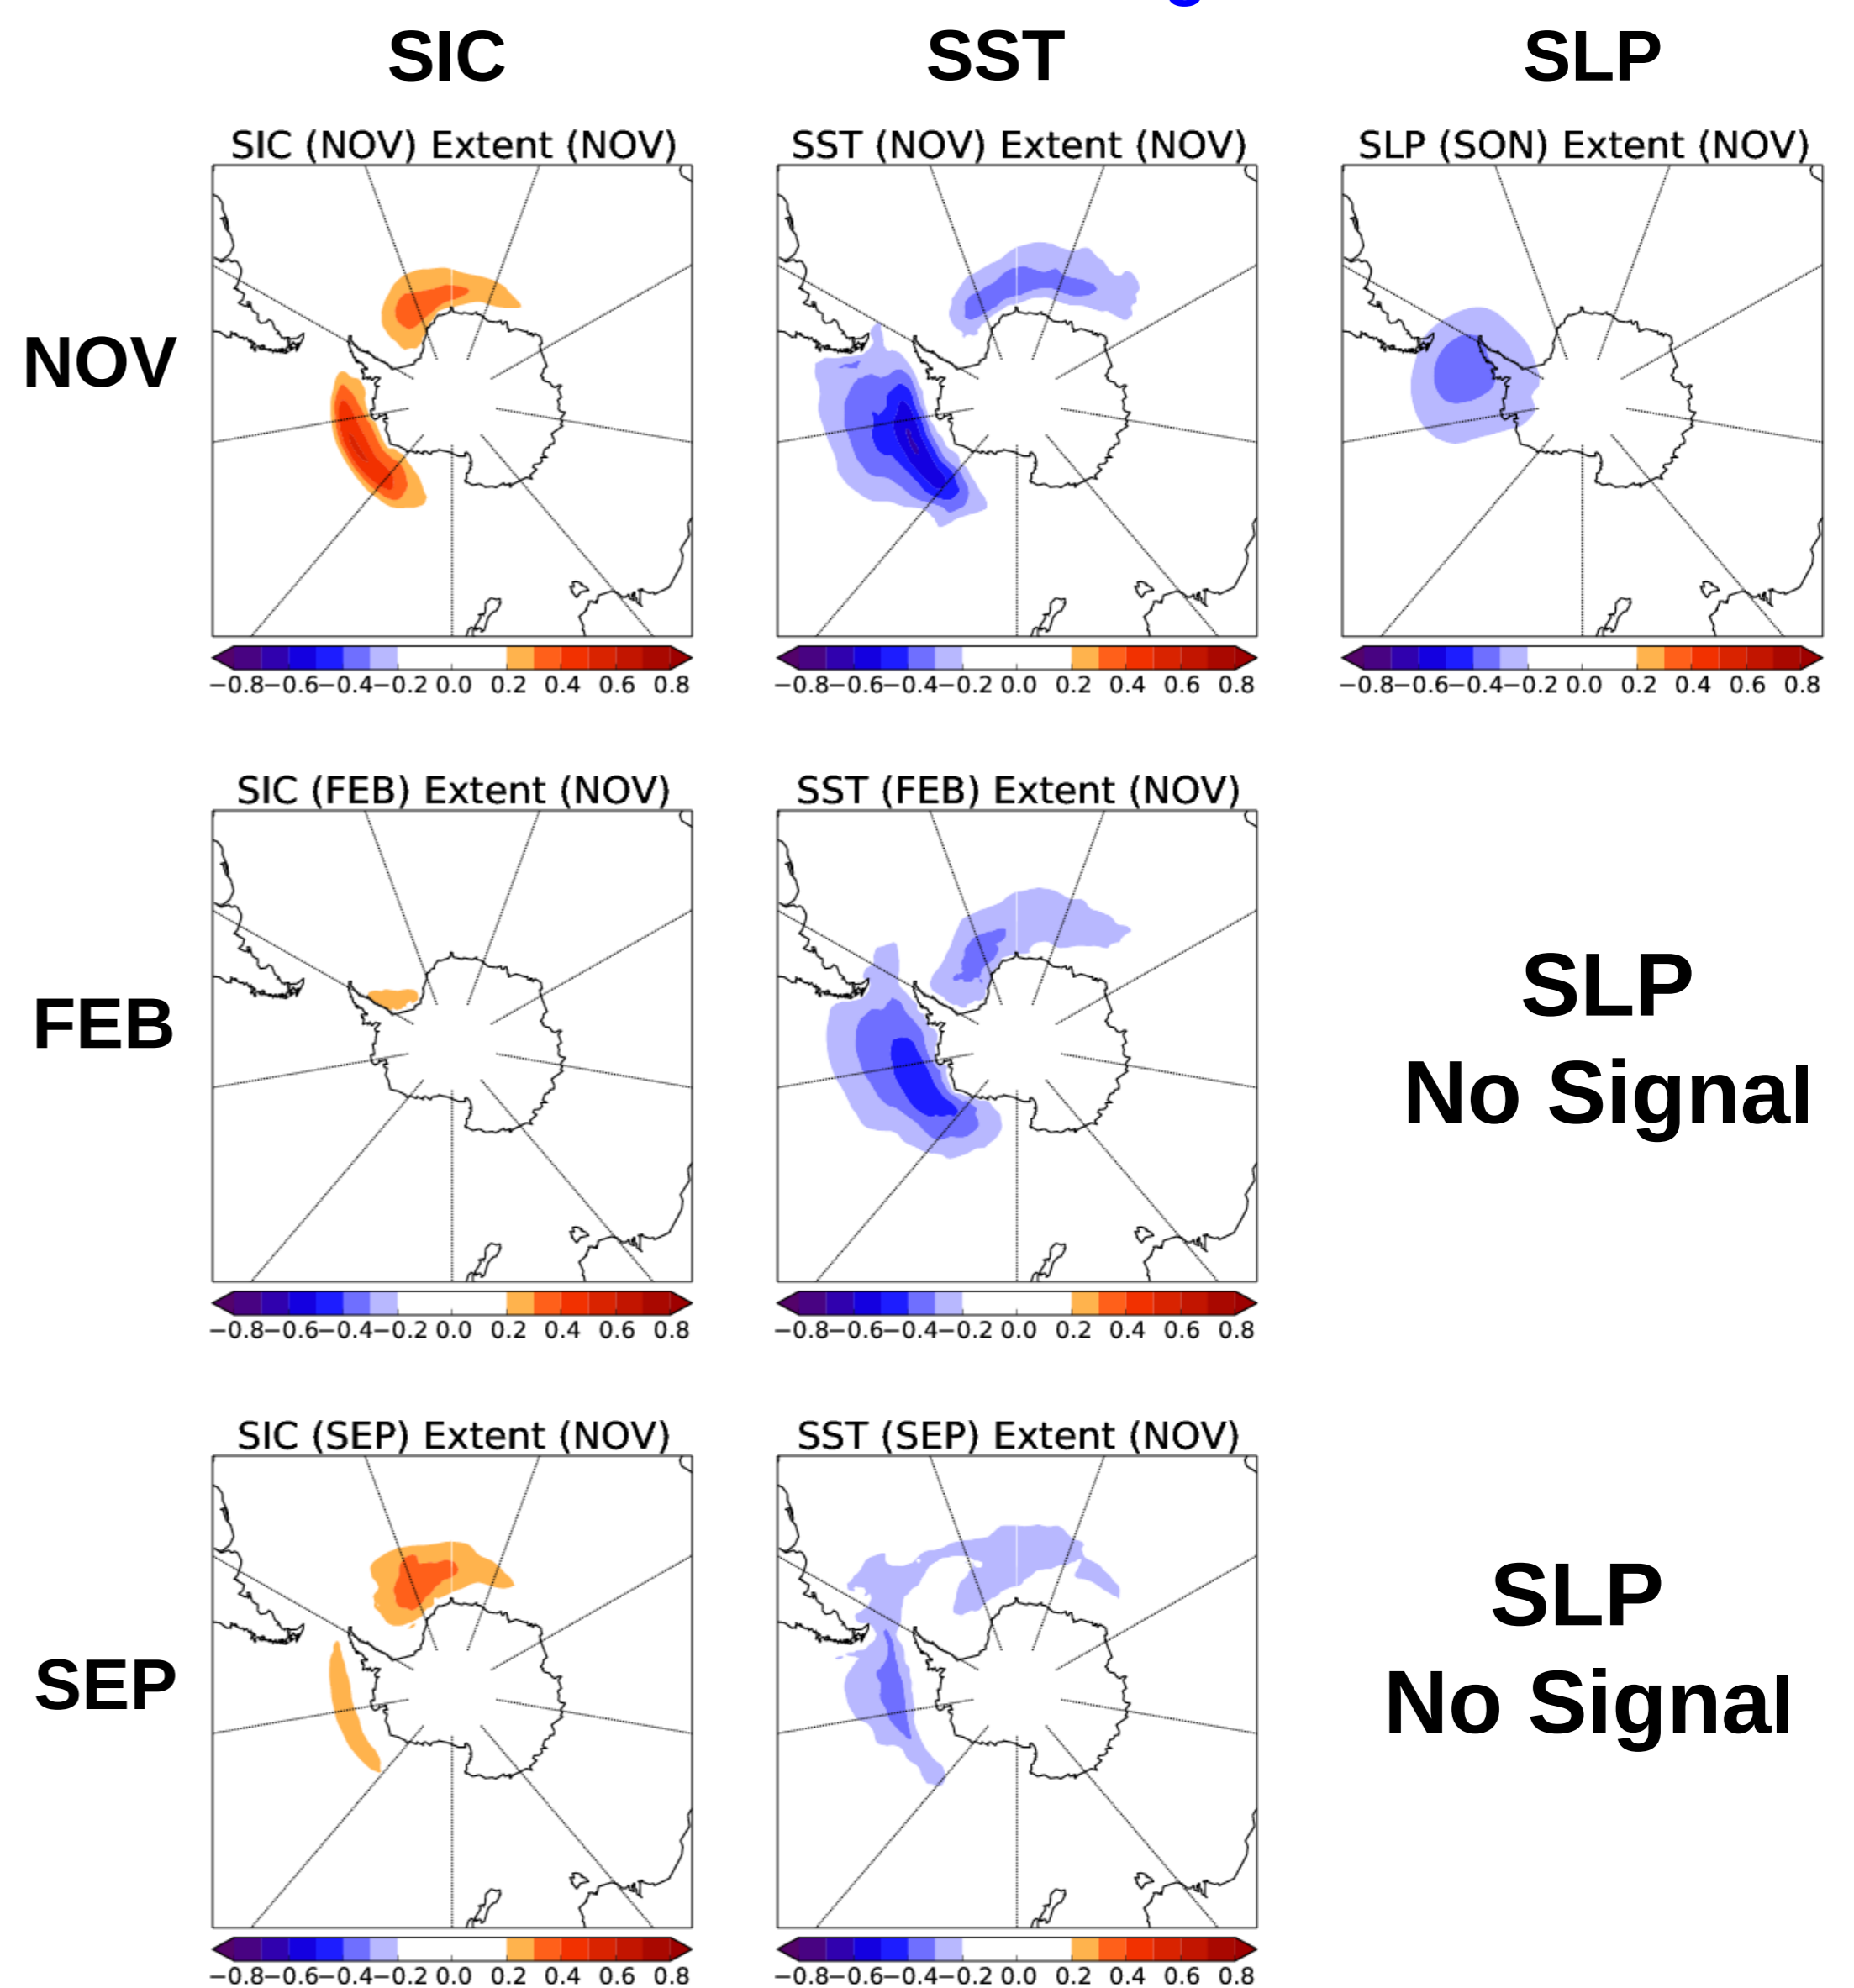 SIC SST SLP
SIC (NOV) Extent (NOV) SST (NOV) Extent (NOV) SLP (SON) Extent (NOV)
NOV
−0.8−0.6−0.4−0.2 0.0 0.2 0.4 0.6 0.8 −0.8−0.6−0.4−0.2 0.0 0.2 0.4 0.6 0.8 −0.8−0.6−0.4−0.2 0.0 0.2 0.4 0.6 0.8
SIC (FEB) Extent (NOV) SST (FEB) Extent (NOV)
FEB
SLP
No Signal
−0.8−0.6−0.4−0.2 0.0 0.2 0.4 0.6 0.8 −0.8−0.6−0.4−0.2 0.0 0.2 0.4 0.6 0.8
SIC (SEP) Extent (NOV) SST (SEP) Extent (NOV)
SEP
SLP
No Signal
−0.8−0.6−0.4−0.2 0.0 0.2 0.4 0.6 0.8 −0.8−0.6−0.4−0.2 0.0 0.2 0.4 0.6 0.8